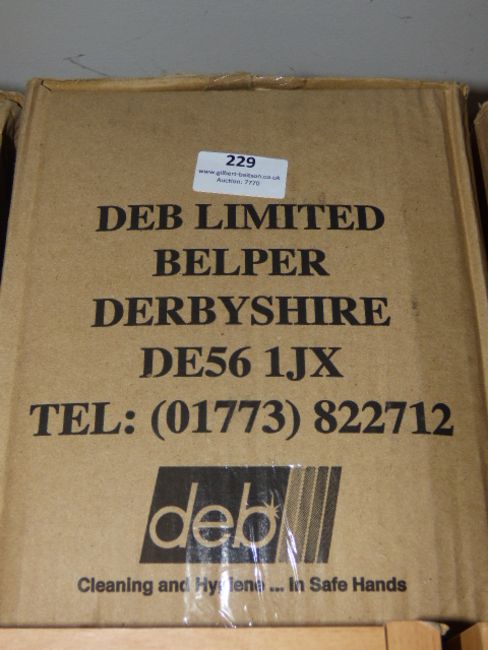 229
www.gilbert-baitson.co.uk
Auction: 7770
DEB LIMITED
BELPER
DERBYSHIRE
DE56 1JX
TEL: (01773) 822712
deb
Cleaning and Hygiene ... In Safe Hands